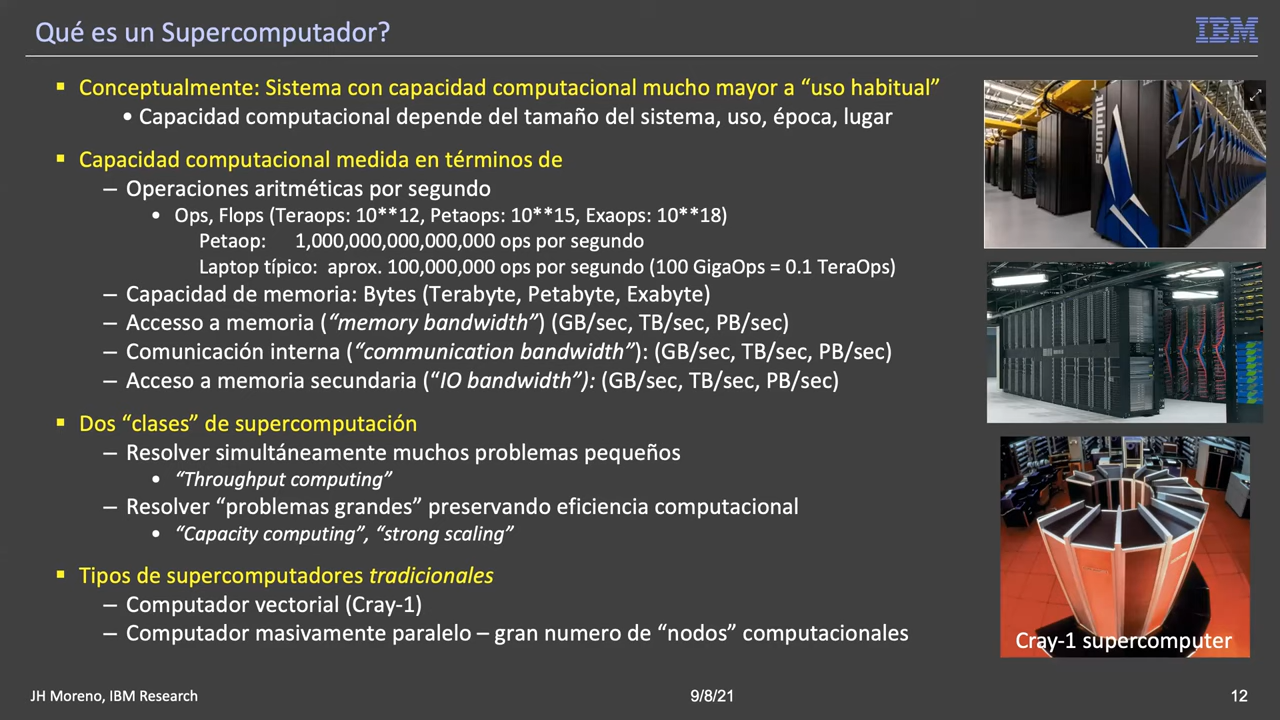 Qué es un Supercomputador?
IBM
▪ Conceptualmente: Sistema con capacidad computacional mucho mayor a “uso habitual”
• Capacidad computacional depende del tamaño del sistema, uso, época, lugar
▪ Capacidad computacional medida en términos de
– Operaciones aritméticas por segundo
• Ops, Flops (Teraops: 10**12, Petaops: 10**15, Exaops: 10**18)
Petaop: 1,000,000,000,000,000 ops por segundo
Laptop típico: aprox. 100,000,000 ops por segundo (100 GigaOps = 0.1 TeraOps)
– Capacidad de memoria: Bytes (Terabyte, Petabyte, Exabyte)
– Accesso a memoria (“memory bandwidth”) (GB/sec, TB/sec, PB/sec)
– Comunicación interna (“communication bandwidth”): (GB/sec, TB/sec, PB/sec)
– Acceso a memoria secundaria (“IO bandwidth”): (GB/sec, TB/sec, PB/sec)
▪ Dos “clases” de supercomputación
– Resolver simultáneamente muchos problemas pequeños
• “Throughput computing”
– Resolver “problemas grandes” preservando eficiencia computacional
• “Capacity computing”, “strong scaling”
▪ Tipos de supercomputadores tradicionales
– Computador vectorial (Cray-1)
– Computador masivamente paralelo – gran numero de “nodos” computacionales
summit
Cray-1 supercomputer
JH Moreno, IBM Research
9/8/21
12